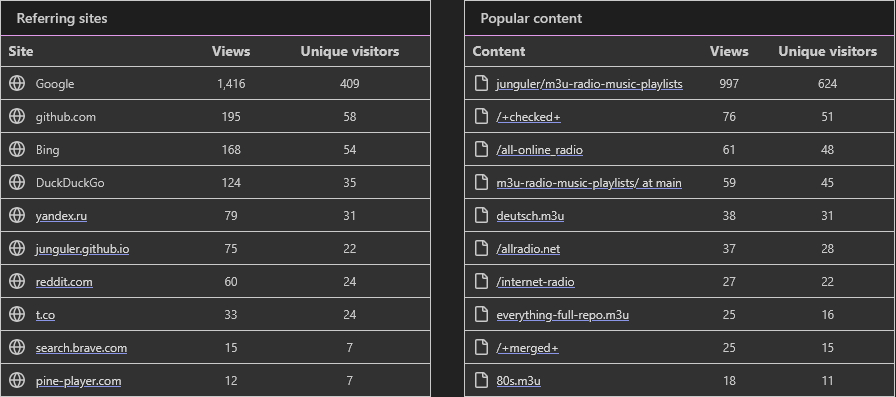 Referring sites
Site Views Unique visitors
Google 1,416 409
github.com 195 58
Bing 168 54
DuckDuckGo 124 35
yandex.ru 79 31
junguler.github.io 75 22
reddit.com 60 24
t.co 33 24
search.brave.com 15 7
pine-player.com 12 7
Popular content
Content Views Unique visitors
junguler/m3u-radio-music-playlists 997 624
/+checked+ 76 51
/all-online_radio 61 48
m3u-radio-music-playlists/ at main 59 45
deutsch.m3u 38 31
/allradio.net 37 28
/internet-radio 27 22
everything-full-repo.m3u 25 16
/+merged+ 25 15
80s.m3u 18 11